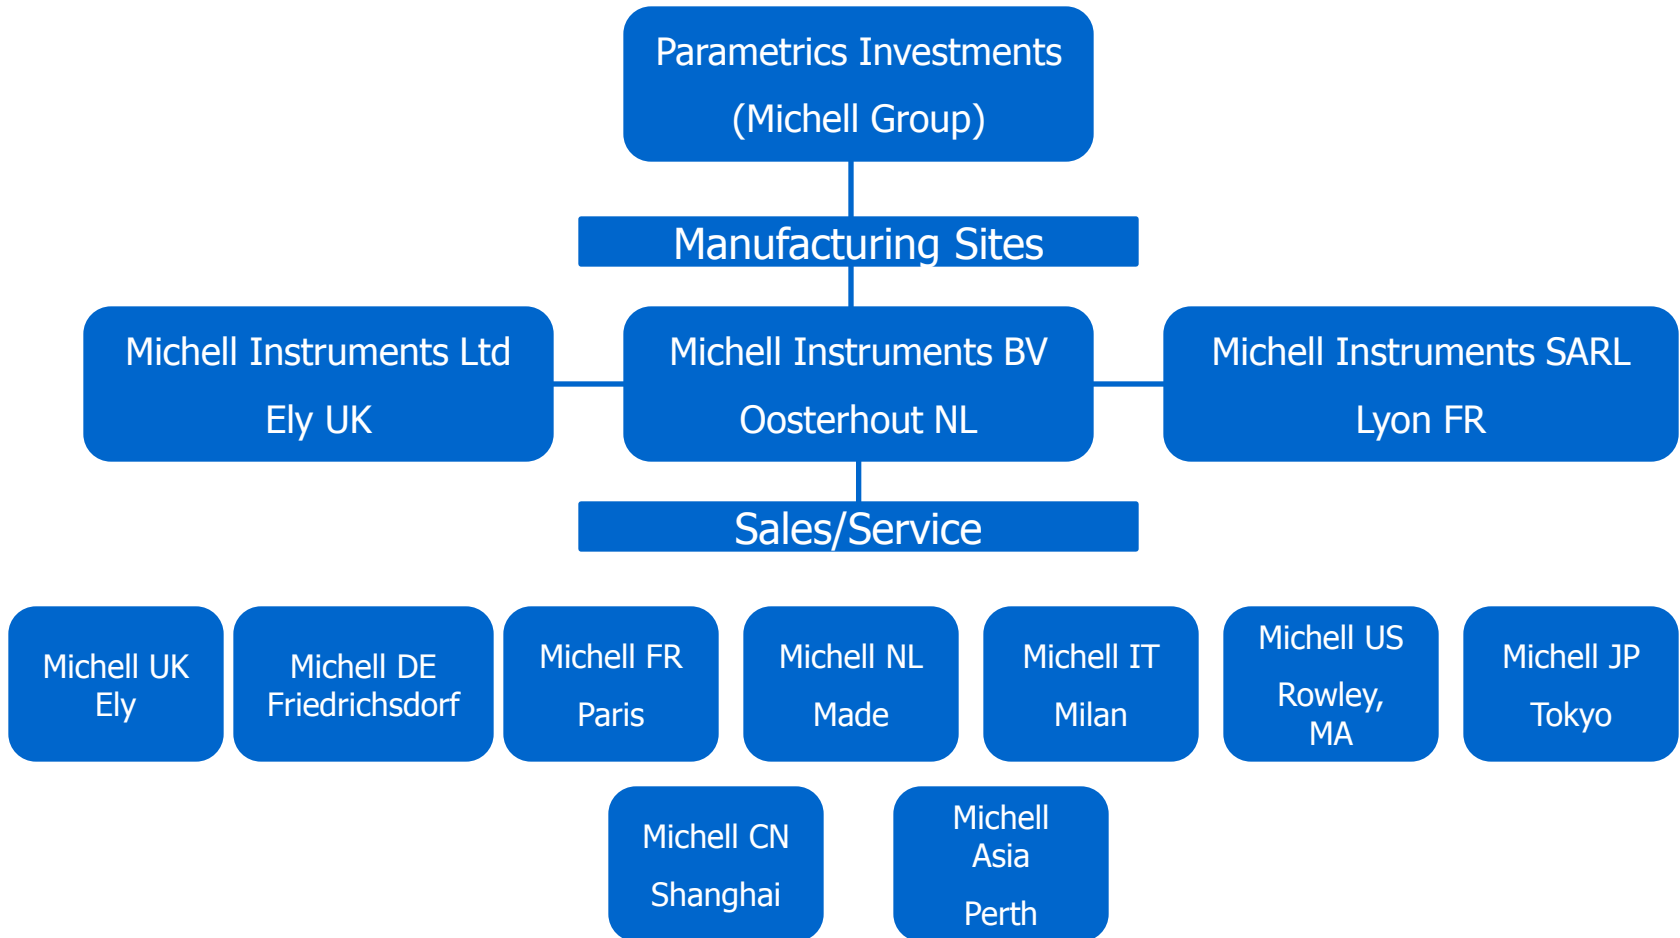 Parametrics Investments
(Michell Group)
Manufacturing Sites
Michell Instruments Ltd
Ely UK
Michell Instruments BV
Oosterhout NL
Michell Instruments SARL
Lyon FR
Sales/Service
Michell UK
Ely
Michell DE
Friedrichsdorf
Michell FR
Paris
Michell NL
Made
Michell IT
Milan
Michell US
Rowley,
MA
Michell JP
Tokyo
Michell CN
Shanghai
Michell
Asia
Perth